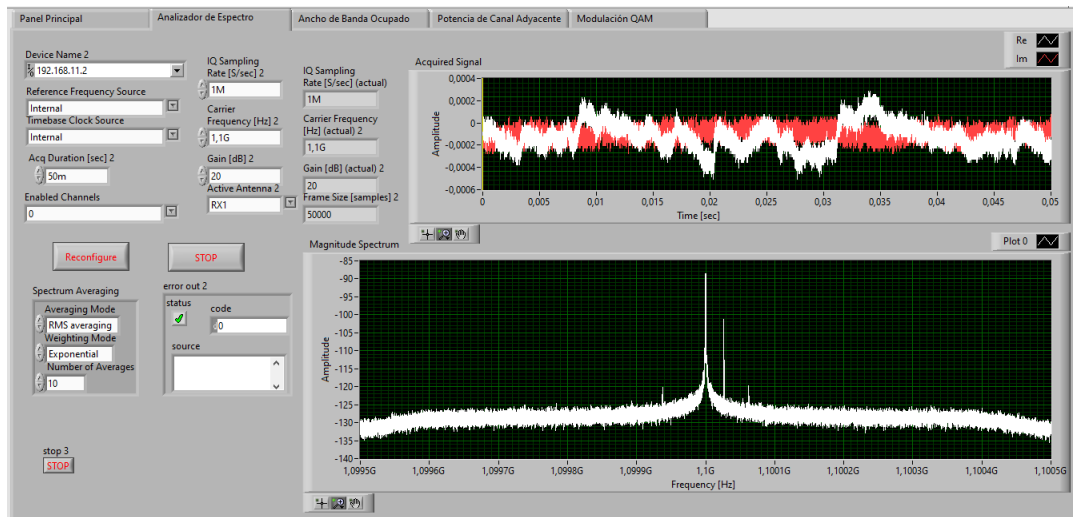 Panel Principal
Analizador de Espectro
Ancho de Banda Ocupado
Potencia de Canal Adyacente
Modulación QAM
Device Name 2
192.168.11.2
Reference Frequency Source
Internal
Timebase Clock Source
Internal
Acq Duration [sec] 2
50m
Enabled Channels
0
IQ Sampling
Rate [S/sec] 2
1M
Carrier
Frequency [Hz] 2
1,1G
Gain [dB] 2
20
Active Antenna 2
RX1
IQ Sampling
Rate [S/sec] (actual)
1M
Carrier Frequency
[Hz] (actual) 2
1,1G
Gain [dB] (actual) 2
20
Frame Size [samples] 2
50000
Reconfigure
STOP
Spectrum Averaging
Averaging Mode
RMS averaging
Weighting Mode
Exponential
Number of Averages
10
error out 2
status
code
0
source
stop 3
STOP
Re
Im
Acquired Signal
Amplitude
0,0004
0,0002
0
-0,0002
-0,0004
-0,0006
0
0,005
0,01
0,015
0,02
0,025
0,03
0,035
0,04
0,045
0,05
Time [sec]
Plot 0
Magnitude Spectrum
Amplitude
-85
-90
-95
-100
-105
-110
-115
-120
-125
-130
-135
-140
1,0995G
1,0996G
1,0997G
1,0998G
1,0999G
1,1G
1,1001G
1,1002G
1,1003G
1,1004G
1,1005G
Frequency [Hz]